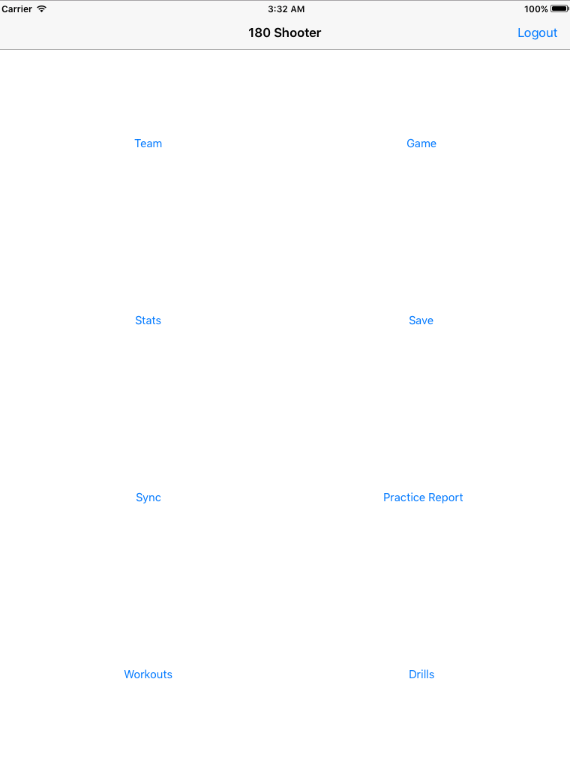 Carrier 3:32 AM 100%
180 Shooter Logout
Team Game
Stats Save
Sync Practice Report
Workouts Drills